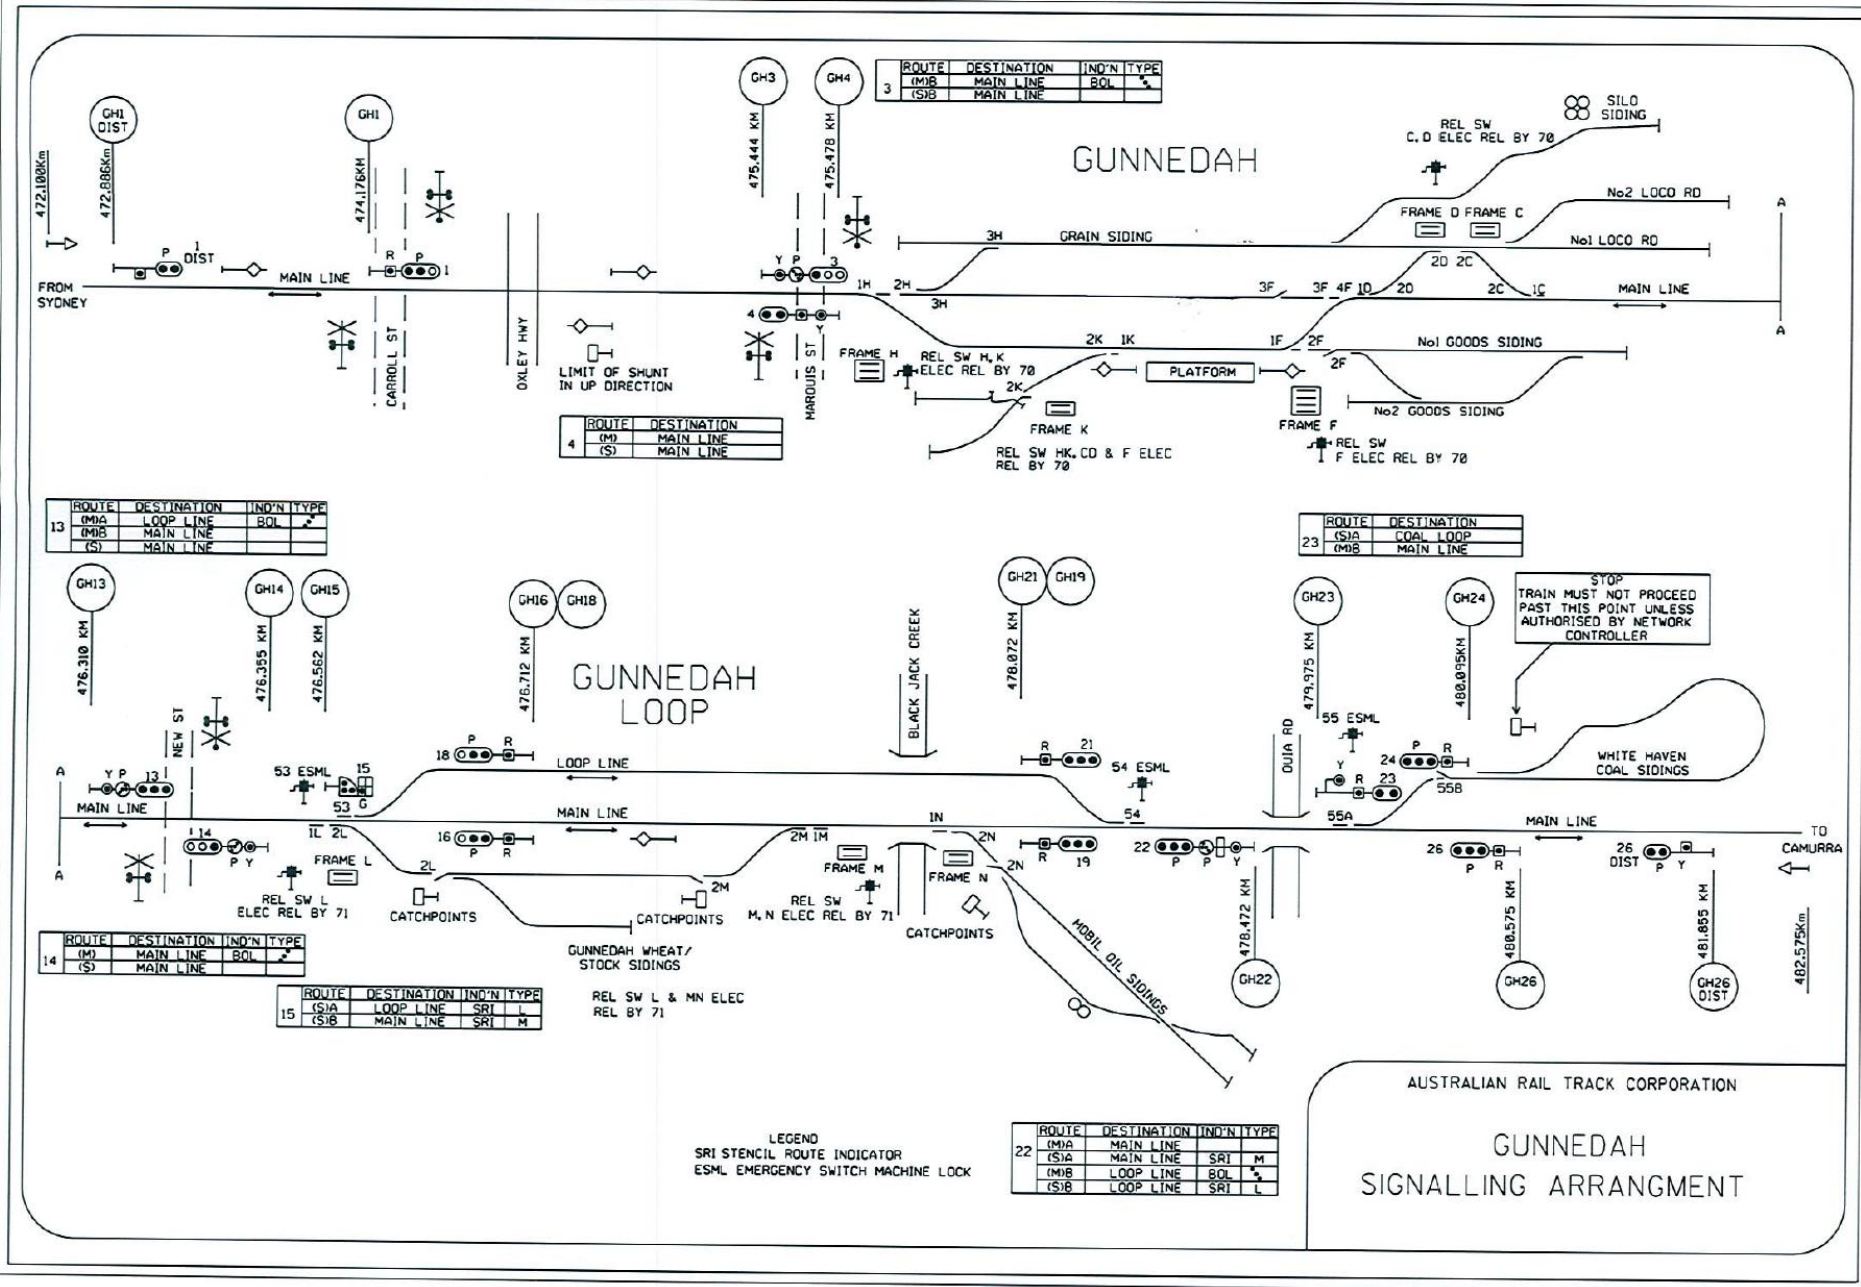 GH1
DIST
472.100Km
472.886Km
GH1
474.176KM
GH3
475.444 KM
GH4
475.478 KM
3
ROUTE DESTINATION IND'N TYPE
(M)B MAIN LINE BOL
(S)B MAIN LINE
GUNNEDAH
SILO
SIDING
REL SW
C,D ELEC REL BY 70
No2 LOCO RD
FRAME D FRAME C
3H
GRAIN SIDING
No1 LOCO RD
2D 2C
A
P
1
DIST
MAIN LINE
R P
1
FROM
SYDNEY
Y P 3
1H 2H
3H
3F 3F 4F 1D 2D 2C 1C
MAIN LINE
A
4
Y
OXLEY HWY
CARROLL ST
MARQUIS ST
LIMIT OF SHUNT
IN UP DIRECTION
FRAME H
REL SW H,K
ELEC REL BY 70
2K 1K
1F 2F
No1 GOODS SIDING
PLATFORM
2F
2K
No2 GOODS SIDING
FRAME K
FRAME F
REL SW HK,CD & F ELEC
REL BY 70
REL SW
F ELEC REL BY 70
4
ROUTE DESTINATION
(M) MAIN LINE
(S) MAIN LINE
13
ROUTE DESTINATION IND'N TYPE
(M)A LOOP LINE BOL
(M)B MAIN LINE
(S) MAIN LINE
23
ROUTE DESTINATION
(S)A COAL LOOP
(M)B MAIN LINE
GH13
476.310 KM
GH14
476.355 KM
GH15
476.562 KM
GH16
GH18
476.712 KM
GUNNEDAH
LOOP
BLACK JACK CREEK
GH21
GH19
478.072 KM
GH23
479.975 KM
GH24
480.095KM
STOP
TRAIN MUST NOT PROCEED
PAST THIS POINT UNLESS
AUTHORISED BY NETWORK
CONTROLLER
NEW ST
18 P R
LOOP LINE
R 21
54 ESML
QUIA RD
55 ESML
24 P R
Y
R 23
WHITE HAVEN
COAL SIDINGS
55B
A
Y P 13
MAIN LINE
53 ESML
15
53 G
MAIN LINE
54
55A
MAIN LINE
TO
CAMURRA
14
P Y
1L 2L
16
P R
2M 1M
1N
2N
R 19
22
P P Y
26
P R
26
DIST
P Y
A
FRAME L
2L
2M
FRAME M
FRAME N
2N
REL SW L
ELEC REL BY 71
CATCHPOINTS
CATCHPOINTS
REL SW
M,N ELEC REL BY 71
CATCHPOINTS
MOBIL OIL SIDINGS
478.472 KM
GH22
480.575 KM
GH26
481.855 KM
GH26
DIST
482.575Km
GUNNEDAH WHEAT/
STOCK SIDINGS
REL SW L & MN ELEC
REL BY 71
14
ROUTE DESTINATION IND'N TYPE
(M) MAIN LINE BOL
(S) MAIN LINE
15
ROUTE DESTINATION IND'N TYPE
(S)A LOOP LINE SRI L
(S)B MAIN LINE SRI M
LEGEND
SRI STENCIL ROUTE INDICATOR
ESML EMERGENCY SWITCH MACHINE LOCK
22
ROUTE DESTINATION IND'N TYPE
(M)A MAIN LINE
(S)A MAIN LINE SRI M
(M)B LOOP LINE BOL
(S)B LOOP LINE SRI L
AUSTRALIAN RAIL TRACK CORPORATION
GUNNEDAH
SIGNALLING ARRANGMENT